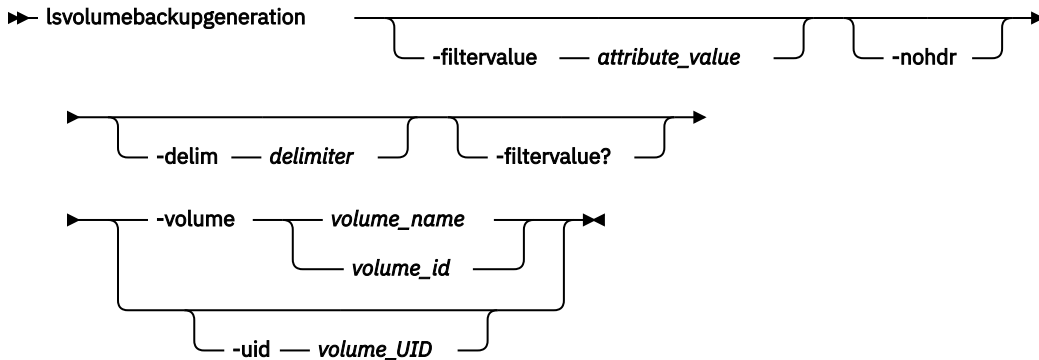 lsvolumebackupgeneration
-filtervalue attribute_value -nohdr
-delim delimiter -filtervalue?
-volume volume_name
volume_id
-uid volume_UID